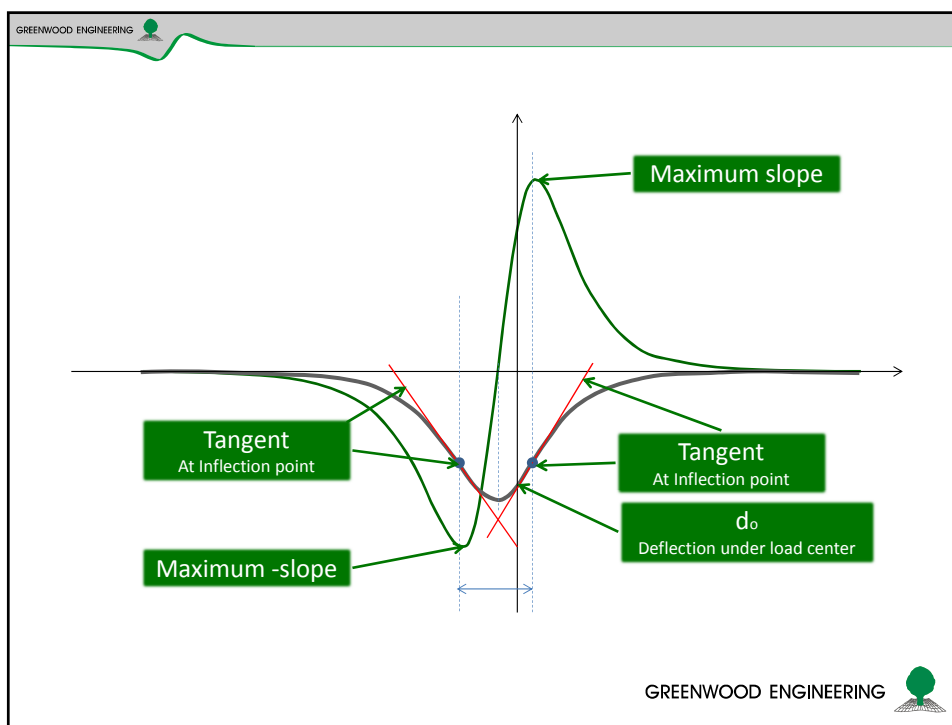 GREENWOOD ENGINEERING
Maximum slope
Tangent
At Inflection point
Tangent
At Inflection point
do
Deflection under load center
Maximum -slope
GREENWOOD ENGINEERING